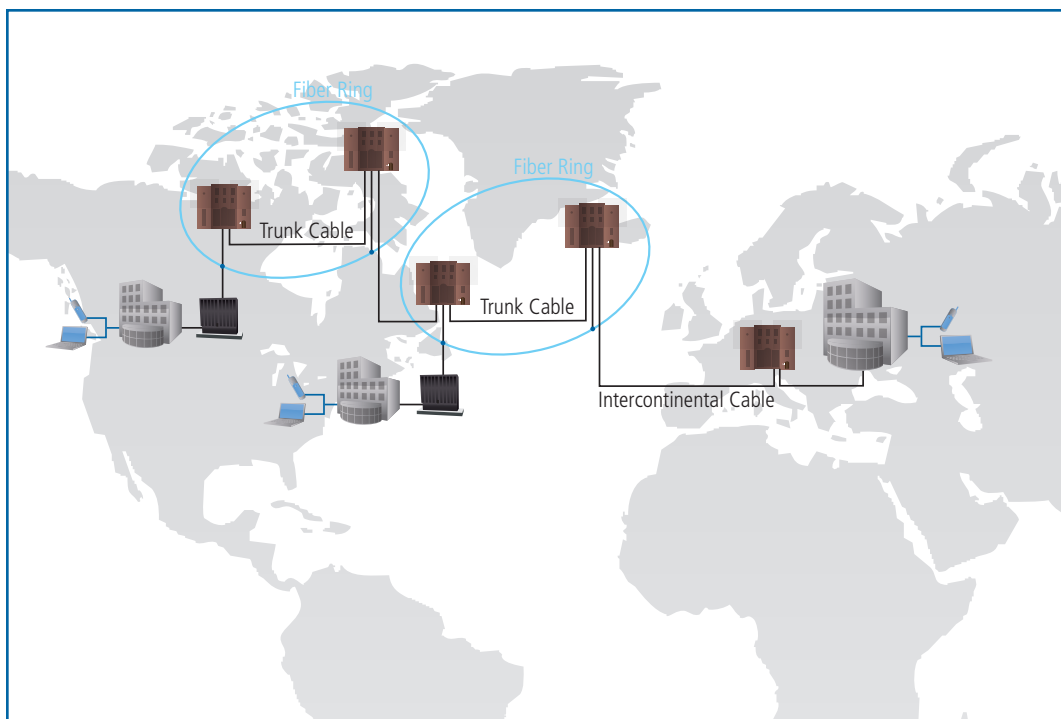 Fiber Ring
Fiber Ring
Trunk Cable
Trunk Cable
Intercontinental Cable